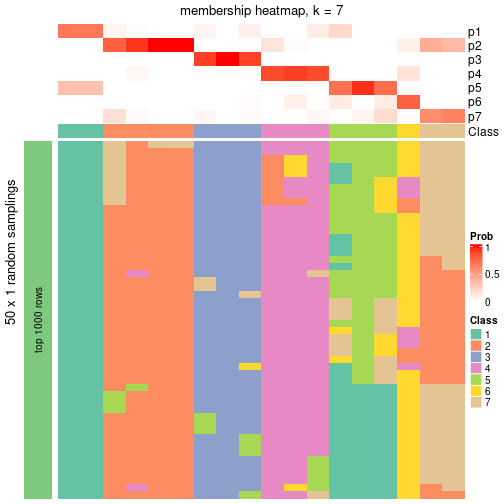 membership heatmap, k = 7
p1
p2
p3
p4
p5
p6
p7
Class
50 x 1 random samplings
top 1000 rows
Prob
1
0.5
0
Class
1
2
3
4
5
6
7